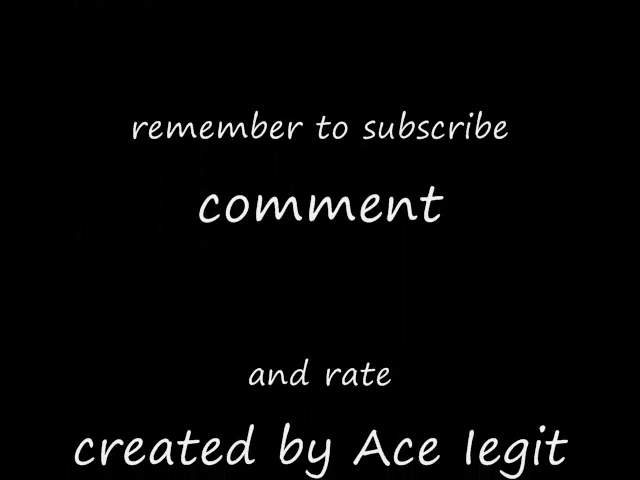 remember to subscribe
comment
and rate
created by Ace legit